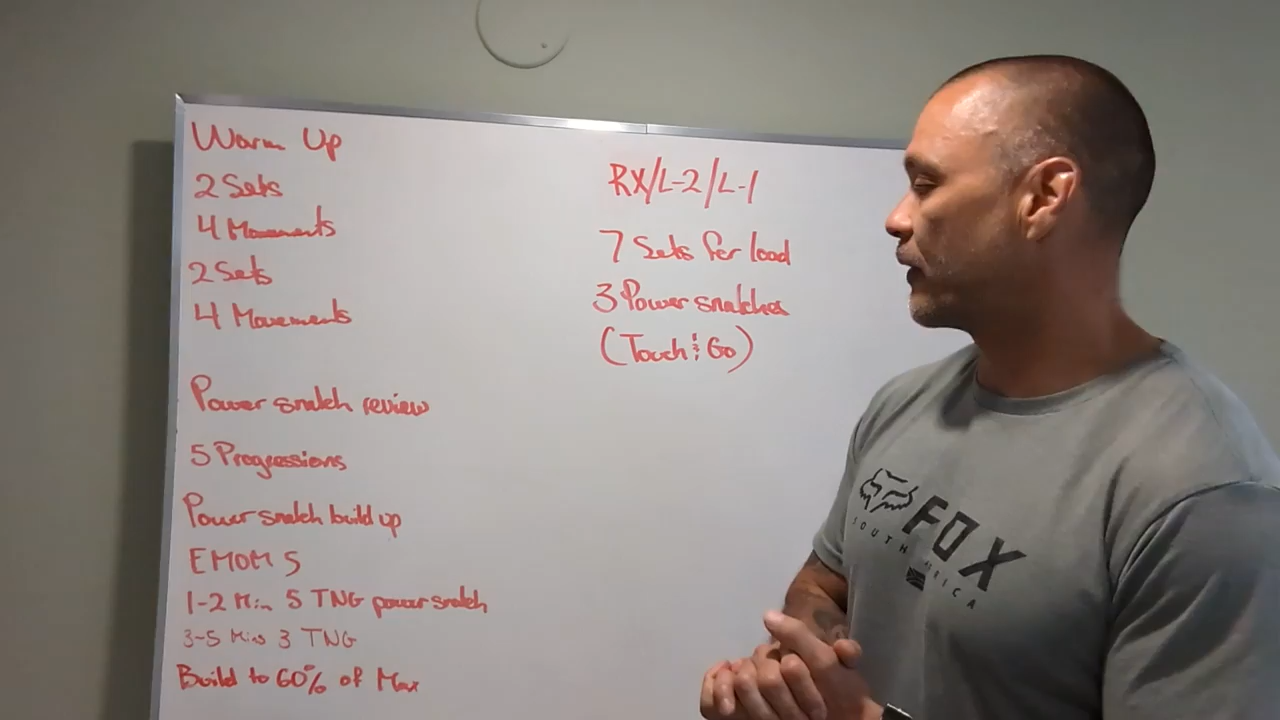 Warm Up
2 Sets
4 Movements
2 Sets
4 Movements
Power snatch review
5 Progressions
Power snatch build up
EMOM 5
1-2 Min 5 TNG power snatch
3-5 Mins 3 TNG
Build to 60% of Max
RX/L-2/L-1
7 Sets for load
3 Power snatches
(Touch & Go)
FOX
SOUTH AFRICA